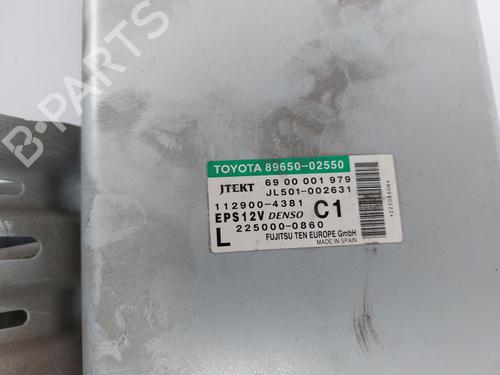 TOYOTA 89650-02550
JTEKT 69 00 001 979
JL501-002631
112900-4381
EPS12V DENSO C1
L 225000-0860
FUJITSU TEN EUROPE GmbH
MADE IN SPAIN
*2250860N*
B-PARTS